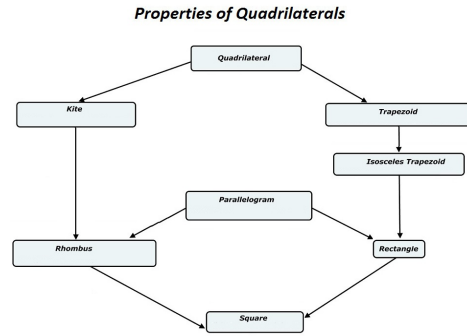 Properties of Quadrilaterals
Quadrilateral
Kite
Trapezoid
Isosceles Trapezoid
Parallelogram
Rhombus
Rectangle
Square